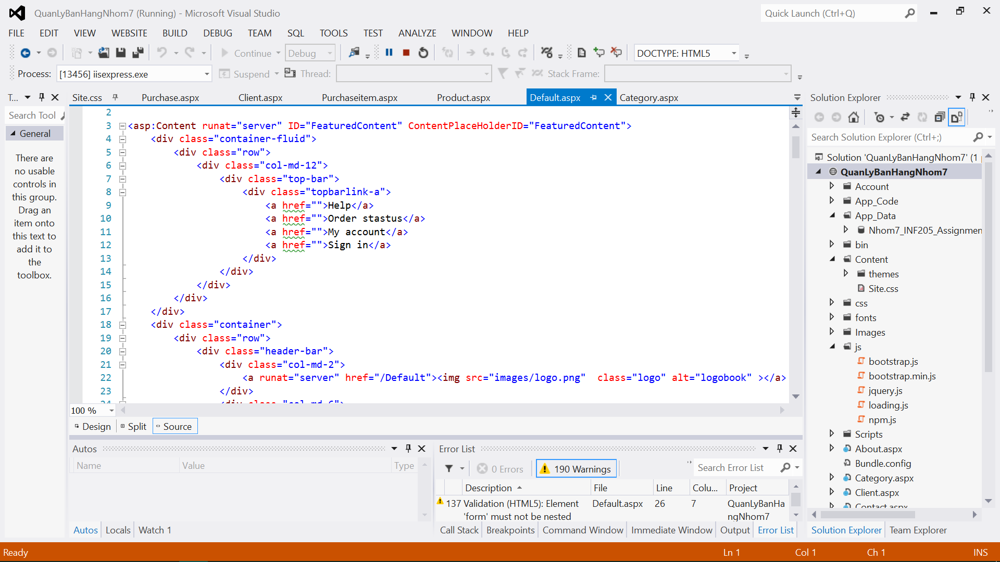 QuanLyBanHangNhom7 (Running) - Microsoft Visual Studio
Quick Launch (Ctrl+Q)
FILE EDIT VIEW WEBSITE BUILD DEBUG TEAM SQL TOOLS TEST ANALYZE WINDOW HELP
Continue Debug DOCTYPE: HTML5
Process: [13456] iisexpress.exe Suspend Thread: Stack Frame:
T... Site.css Purchase.aspx Client.aspx Purchaseitem.aspx Product.aspx Default.aspx Category.aspx
Search Tool
General
There are
no usable
controls in
this group.
Drag an
item onto
this text to
add it to
the
toolbox.
2
3 <asp:Content runat="server" ID="FeaturedContent" ContentPlaceHolderID="FeaturedContent">
4 <div class="container-fluid">
5 <div class="row">
6 <div class="col-md-12">
7 <div class="top-bar">
8 <div class="topbarlink-a">
9 <a href="">Help</a>
10 <a href="">Order stastus</a>
11 <a href="">My account</a>
12 <a href="">Sign in</a>
13 </div>
14 </div>
15 </div>
16 </div>
17 </div>
18 <div class="container">
19 <div class="row">
20 <div class="header-bar">
21 <div class="col-md-2">
22 <a runat="server" href="/Default"><img src="images/logo.png" class="logo" alt="logobook" ></a>
23 </div>
24 <div class="col-md-6">
100 %
Design Split Source
Autos
Name Value Type
Autos Locals Watch 1
Error List
0 Errors 190 Warnings Search Error List
Description File Line Colu... Project
137 Validation (HTML5): Element Default.aspx 26 7 QuanLyBanHa
'form' must not be nested ngNhom7
Call Stack Breakpoints Command Window Immediate Window Output Error List
Solution Explorer
Search Solution Explorer (Ctrl+;)
Solution 'QuanLyBanHangNhom7' (1
QuanLyBanHangNhom7
Account
App_Code
App_Data
Nhom7_INF205_Assignmen
bin
Content
themes
Site.css
css
fonts
Images
js
bootstrap.js
bootstrap.min.js
jquery.js
loading.js
npm.js
Scripts
About.aspx
Bundle.config
Category.aspx
Client.aspx
Contact.aspx
Solution Explorer Team Explorer
Ready Ln 1 Col 1 Ch 1 INS